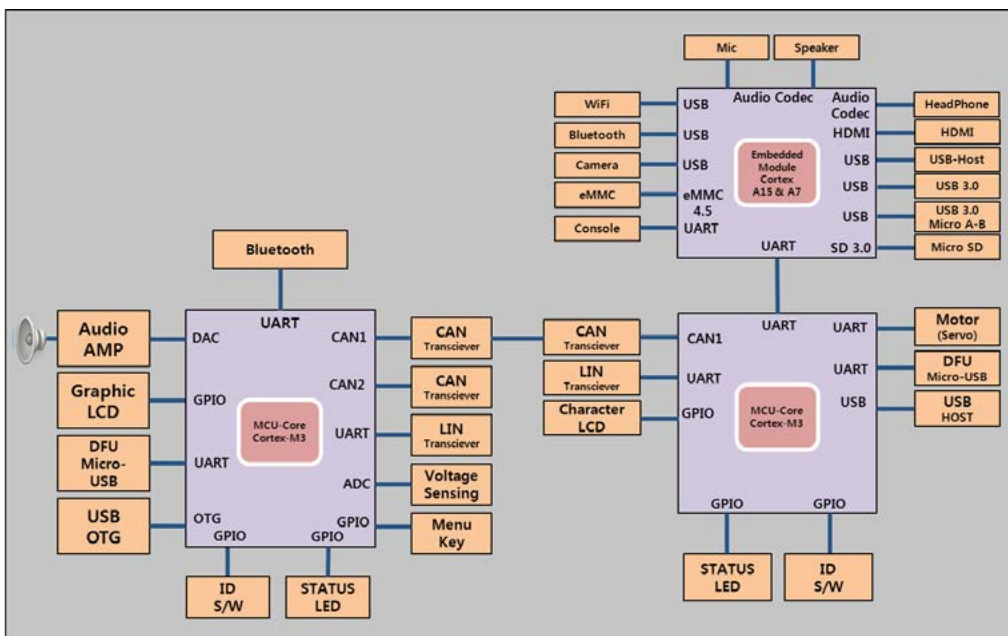 Mic
Speaker
WiFi
Bluetooth
Camera
eMMC
Console
USB
USB
USB
eMMC
4.5
UART
Audio Codec
Audio
Codec
HDMI
USB
USB
USB
SD 3.0
UART
Embedded
Module
Cortex
A15 & A7
HeadPhone
HDMI
USB-Host
USB 3.0
USB 3.0
Micro A-B
Micro SD
Bluetooth
Audio
AMP
Graphic
LCD
DFU
Micro-
USB
USB
OTG
UART
DAC
GPIO
UART
OTG
GPIO
GPIO
CAN1
CAN2
UART
ADC
GPIO
MCU-Core
Cortex-M3
CAN
Transciever
CAN
Transciever
LIN
Transciever
Voltage
Sensing
Menu
Key
ID
S/W
STATUS
LED
CAN
Transciever
LIN
Transciever
Character
LCD
UART
CAN1
UART
GPIO
UART
UART
USB
MCU-Core
Cortex-M3
GPIO
GPIO
Motor
(Servo)
DFU
Micro-USB
USB
HOST
STATUS
LED
ID
S/W